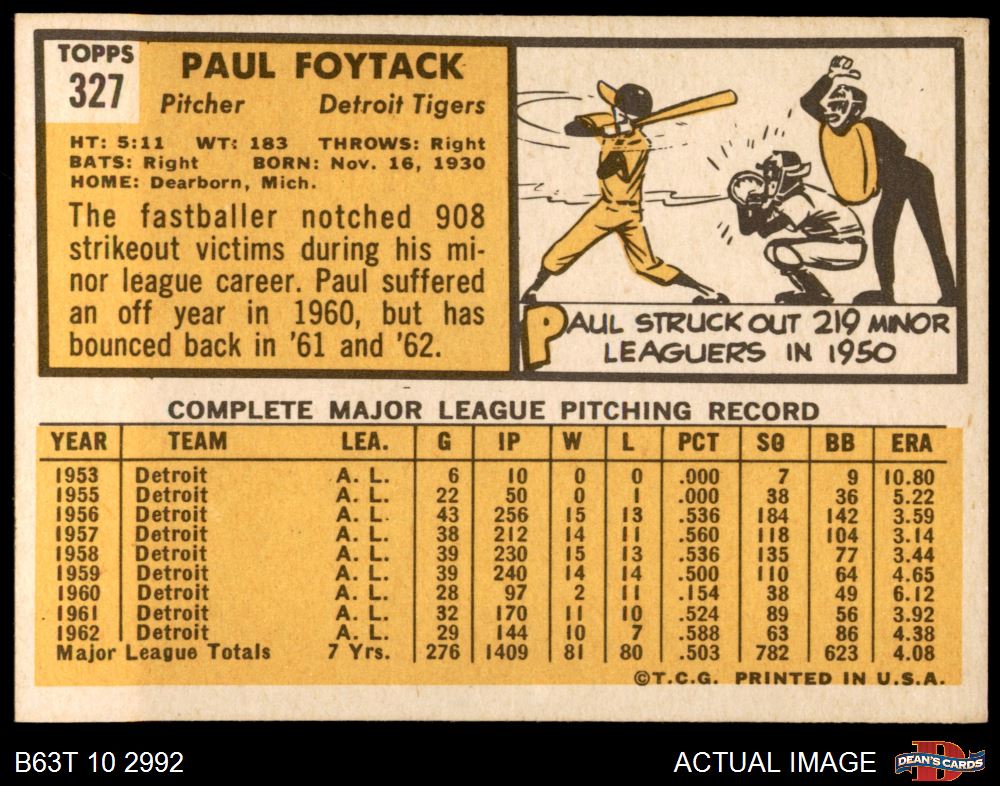 TOPPS
327
PAUL FOYTACK
Pitcher Detroit Tigers
HT: 5:11 WT: 183 THROWS: Right
BATS: Right BORN: Nov. 16, 1930
HOME: Dearborn, Mich.
The fastballer notched 908
strikeout victims during his mi-
nor league career. Paul suffered
an off year in 1960, but has
bounced back in '61 and '62.
PAUL STRUCK OUT 219 MINOR
LEAGUERS IN 1950
COMPLETE MAJOR LEAGUE PITCHING RECORD
YEAR TEAM LEA. G IP W L PCT SO BB ERA
1953 Detroit A. L. 6 10 0 0 .000 7 9 10.80
1955 Detroit A. L. 22 50 0 1 .000 38 36 5.22
1956 Detroit A. L. 43 256 15 13 .536 184 142 3.59
1957 Detroit A. L. 38 212 14 11 .560 118 104 3.14
1958 Detroit A. L. 39 230 15 13 .536 135 77 3.44
1959 Detroit A. L. 39 240 14 14 .500 110 64 4.65
1960 Detroit A. L. 28 97 2 11 .154 38 49 6.12
1961 Detroit A. L. 32 170 11 10 .524 89 56 3.92
1962 Detroit A. L. 29 144 10 7 .588 63 86 4.38
Major League Totals 7 Yrs. 276 1409 81 80 .503 782 623 4.08
©T.C.G. PRINTED IN U.S.A.
B63T 10 2992 ACTUAL IMAGE
D
DEAN'S CARDS